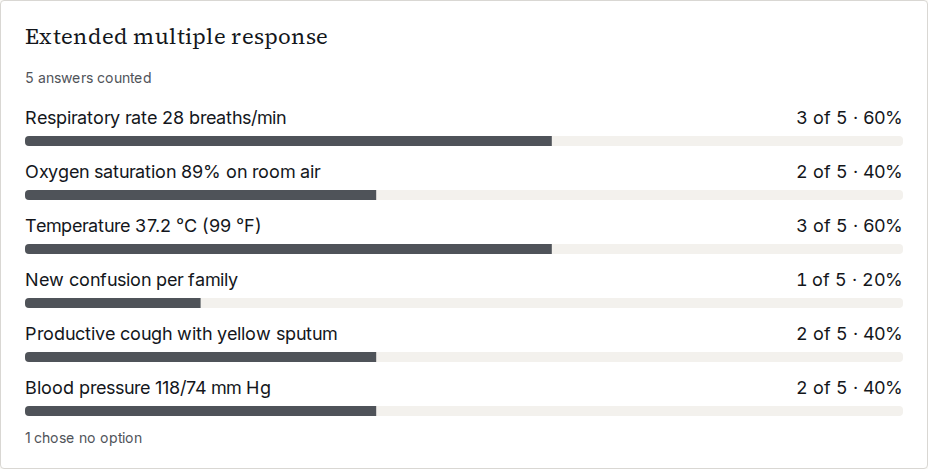 Extended multiple response
5 answers counted
Respiratory rate 28 breaths/min 3 of 5 · 60%
Oxygen saturation 89% on room air 2 of 5 · 40%
Temperature 37.2 °C (99 °F) 3 of 5 · 60%
New confusion per family 1 of 5 · 20%
Productive cough with yellow sputum 2 of 5 · 40%
Blood pressure 118/74 mm Hg 2 of 5 · 40%
1 chose no option